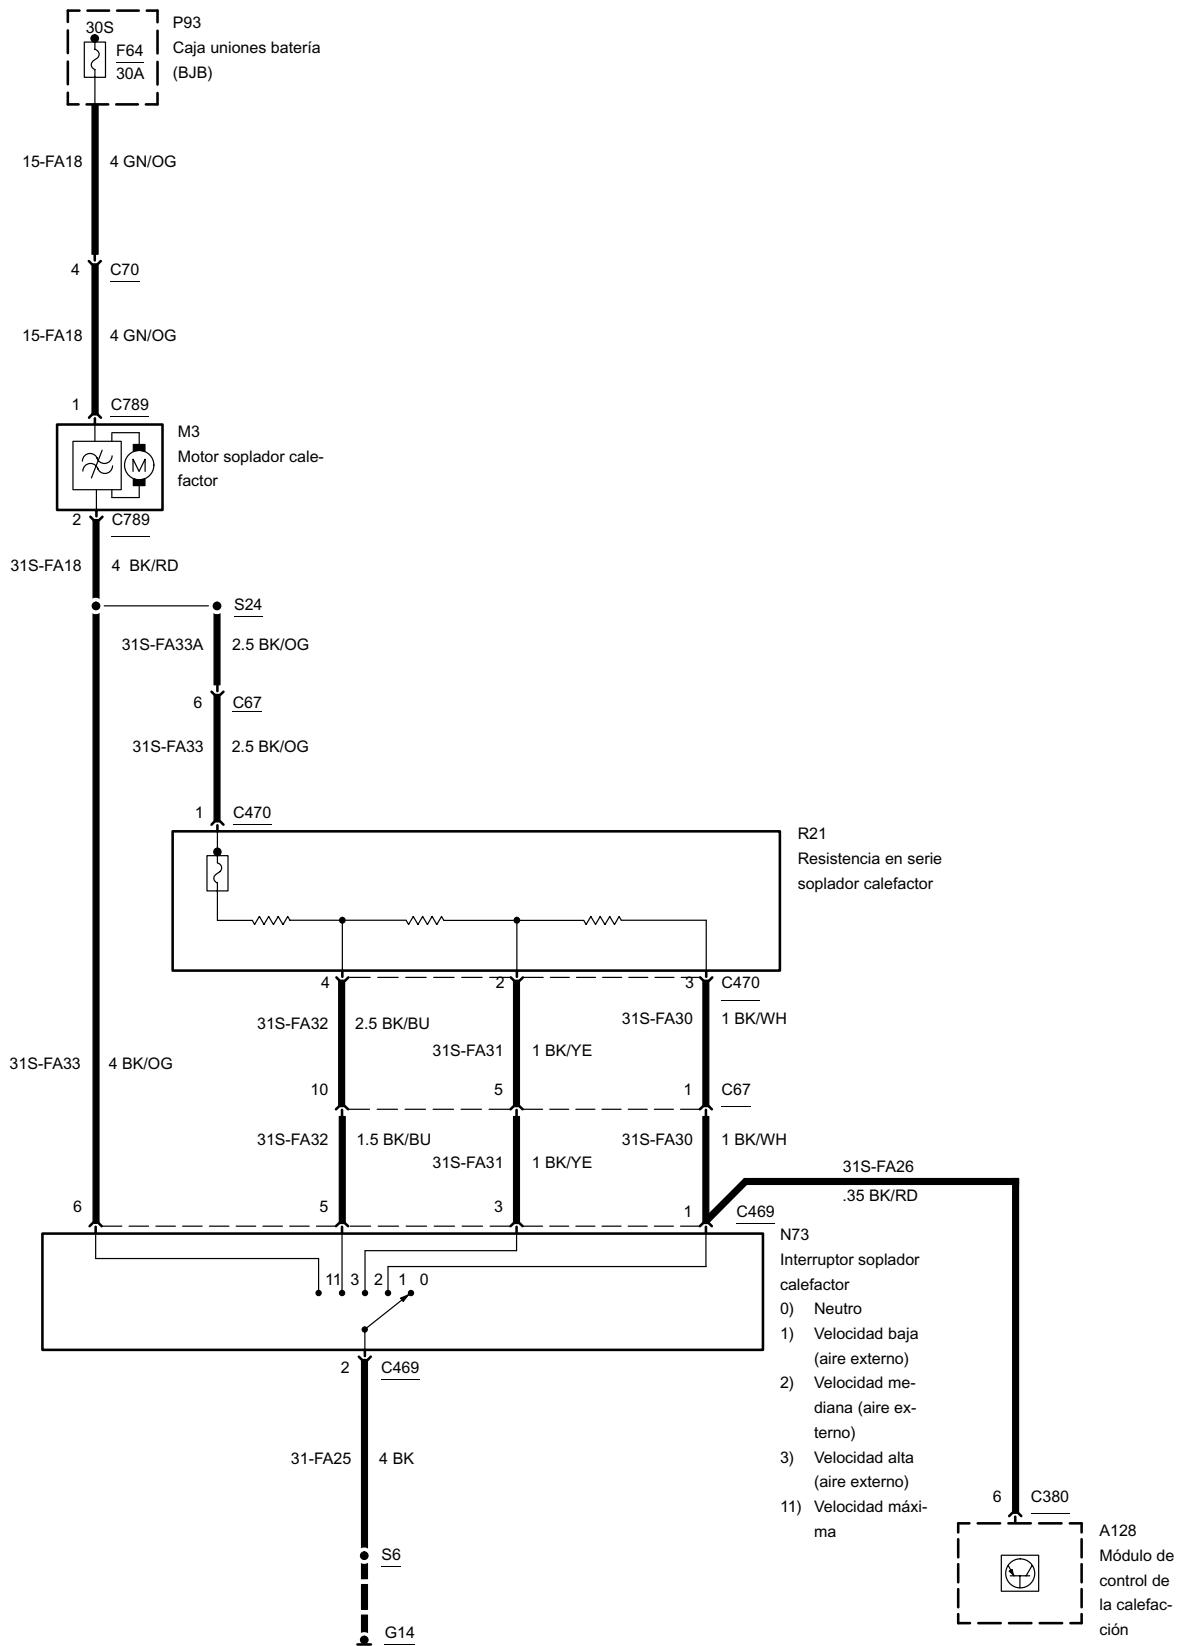 30S
F64
30A
P93
Caja uniones batería
(BJB)
15-FA18
4 GN/OG
4
C70
15-FA18
4 GN/OG
1
C789
M3
Motor soplador cale-
factor
M
2
C789
31S-FA18
4 BK/RD
S24
31S-FA33A
2.5 BK/OG
6
C67
31S-FA33
2.5 BK/OG
1
C470
R21
Resistencia en serie
soplador calefactor
4
2
3
C470
31S-FA32
2.5 BK/BU
31S-FA31
1 BK/YE
31S-FA30
1 BK/WH
31S-FA33
4 BK/OG
10
5
1
C67
31S-FA32
1.5 BK/BU
31S-FA31
1 BK/YE
31S-FA30
1 BK/WH
31S-FA26
.35 BK/RD
6
5
3
1
C469
N73
Interruptor soplador
calefactor
0) Neutro
1) Velocidad baja
(aire externo)
2) Velocidad me-
diana (aire ex-
terno)
3) Velocidad alta
(aire externo)
11) Velocidad máxi-
ma
11 3 2 1 0
2
C469
31-FA25
4 BK
S6
G14
6
C380
A128
Módulo de
control de
la calefac-
ción